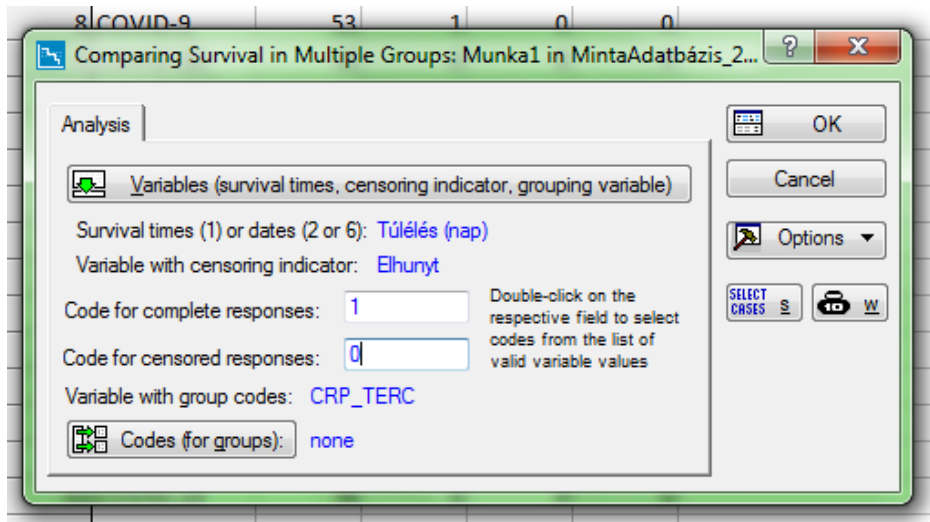 8 COVID-9 53 1 0 0
Comparing Survival in Multiple Groups: Munka1 in MintaAdatbázis_2...
Analysis
OK
Variables (survival times, censoring indicator, grouping variable)
Cancel
Survival times (1) or dates (2 or 6): Túlélés (nap)
Options
Variable with censoring indicator: Elhunyt
Code for complete responses: 1
Double-click on the
respective field to select
codes from the list of
valid variable values
SELECT
CASES S
W
Code for censored responses: 0
Variable with group codes: CRP_TERC
Codes (for groups): none